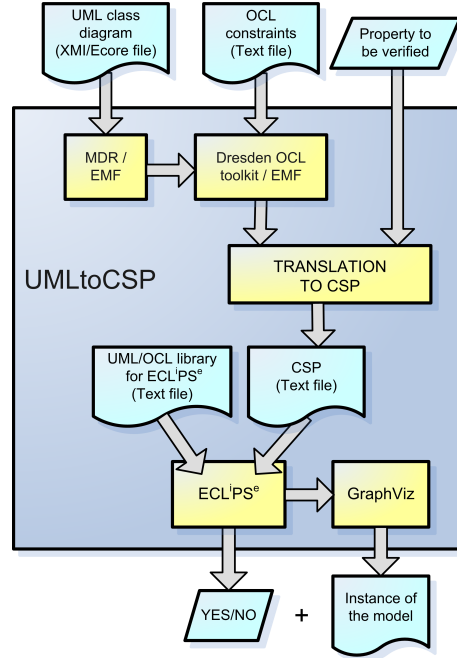 UML class
diagram
(XMI/Ecore file)
OCL
constraints
(Text file)
Property to
be verified
MDR /
EMF
Dresden OCL
toolkit / EMF
TRANSLATION
TO CSP
UMLtoCSP
UML/OCL library
for ECLⁱPSᵉ
(Text file)
CSP
(Text file)
ECLⁱPSᵉ
GraphViz
YES/NO
+
Instance of
the model